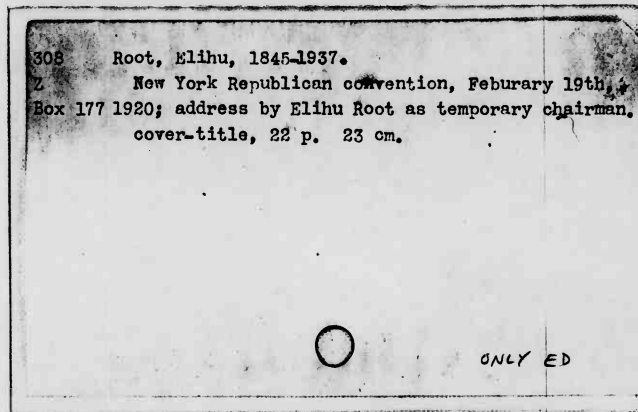 308 Root, Elihu, 1845-1937.
Z New York Republican convention, Feburary 19th,
Box 177 1920; address by Elihu Root as temporary chairman.
cover-title, 22 p. 23 cm.
ONLY ED